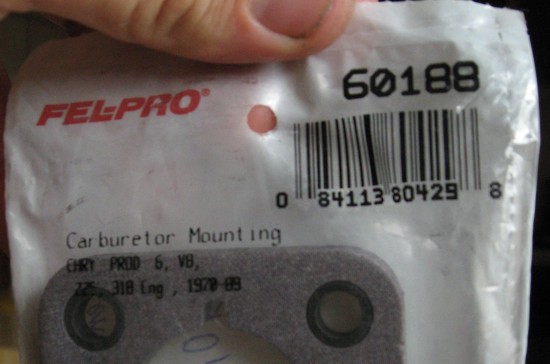 60188
FEL-PRO®
0 84113 80429 8
Carburetor Mounting
CHRY PROD 6, V8,
225, 318 Eng , 1970-89